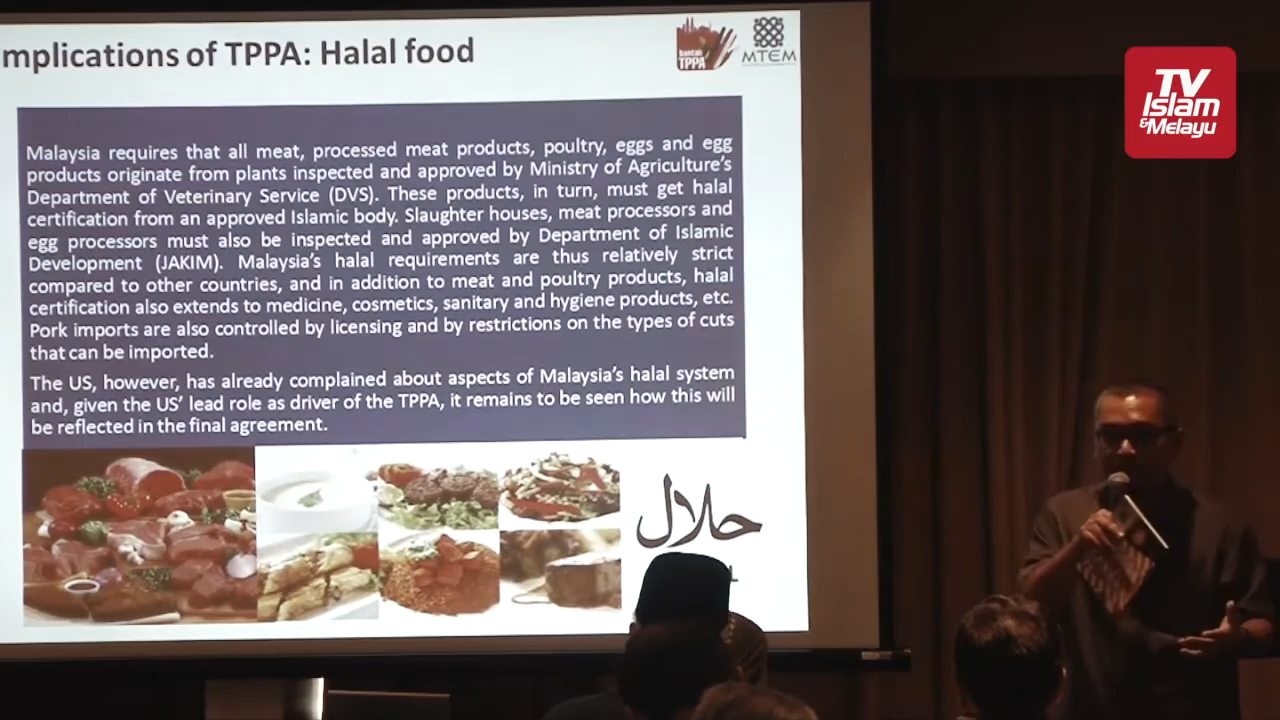 mplications of TPPA: Halal food
bantah
TPPA
MTEM
TV
Islam
&Melayu
Malaysia requires that all meat, processed meat products, poultry, eggs and egg
products originate from plants inspected and approved by Ministry of Agriculture's
Department of Veterinary Service (DVS). These products, in turn, must get halal
certification from an approved Islamic body. Slaughter houses, meat processors and
egg processors must also be inspected and approved by Department of Islamic
Development (JAKIM). Malaysia's halal requirements are thus relatively strict
compared to other countries, and in addition to meat and poultry products, halal
certification also extends to medicine, cosmetics, sanitary and hygiene products, etc.
Pork imports are also controlled by licensing and by restrictions on the types of cuts
that can be imported.
The US, however, has already complained about aspects of Malaysia's halal system
and, given the US' lead role as driver of the TPPA, it remains to be seen how this will
be reflected in the final agreement.
حلال